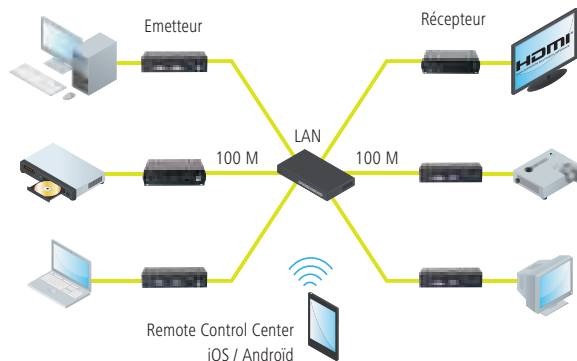 Emetteur
Récepteur
HDMI
LAN
100 M
100 M
Remote Control Center
iOS / Androïd